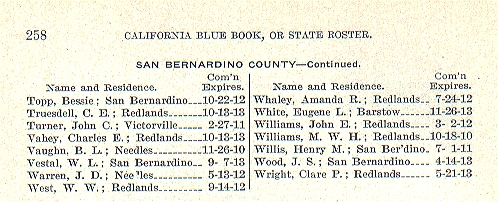 258 CALIFORNIA BLUE BOOK, OR STATE ROSTER.
SAN BERNARDINO COUNTY—Continued.
Com'n
Name and Residence. Expires.
Topp, Bessie; San Bernardino 10-22-12
Truesdell, C. E.; Redlands 10-13-13
Turner, John C.; Victorville 2-27-11
Vahey, Charles E.; Redlands 10-13-13
Vaughn, B. L.; Needles 11-26-10
Vestal, W. L.; San Bernardino 9- 7-13
Warren, J. D.; Needles 5-13-12
West, W. W.; Redlands 9-14-12
Com'n
Name and Residence. Expires.
Whaley, Amanda R.; Redlands 7-24-12
White, Eugene L.; Barstow 11-26-13
Williams, John E.; Redlands 3- 2-12
Williams, M. W. H.; Redlands 10-18-10
Willis, Henry M.; San Ber'dino 7- 1-11
Wood, J. S.; San Bernardino 4-14-13
Wright, Clare P.; Redlands 5-21-13